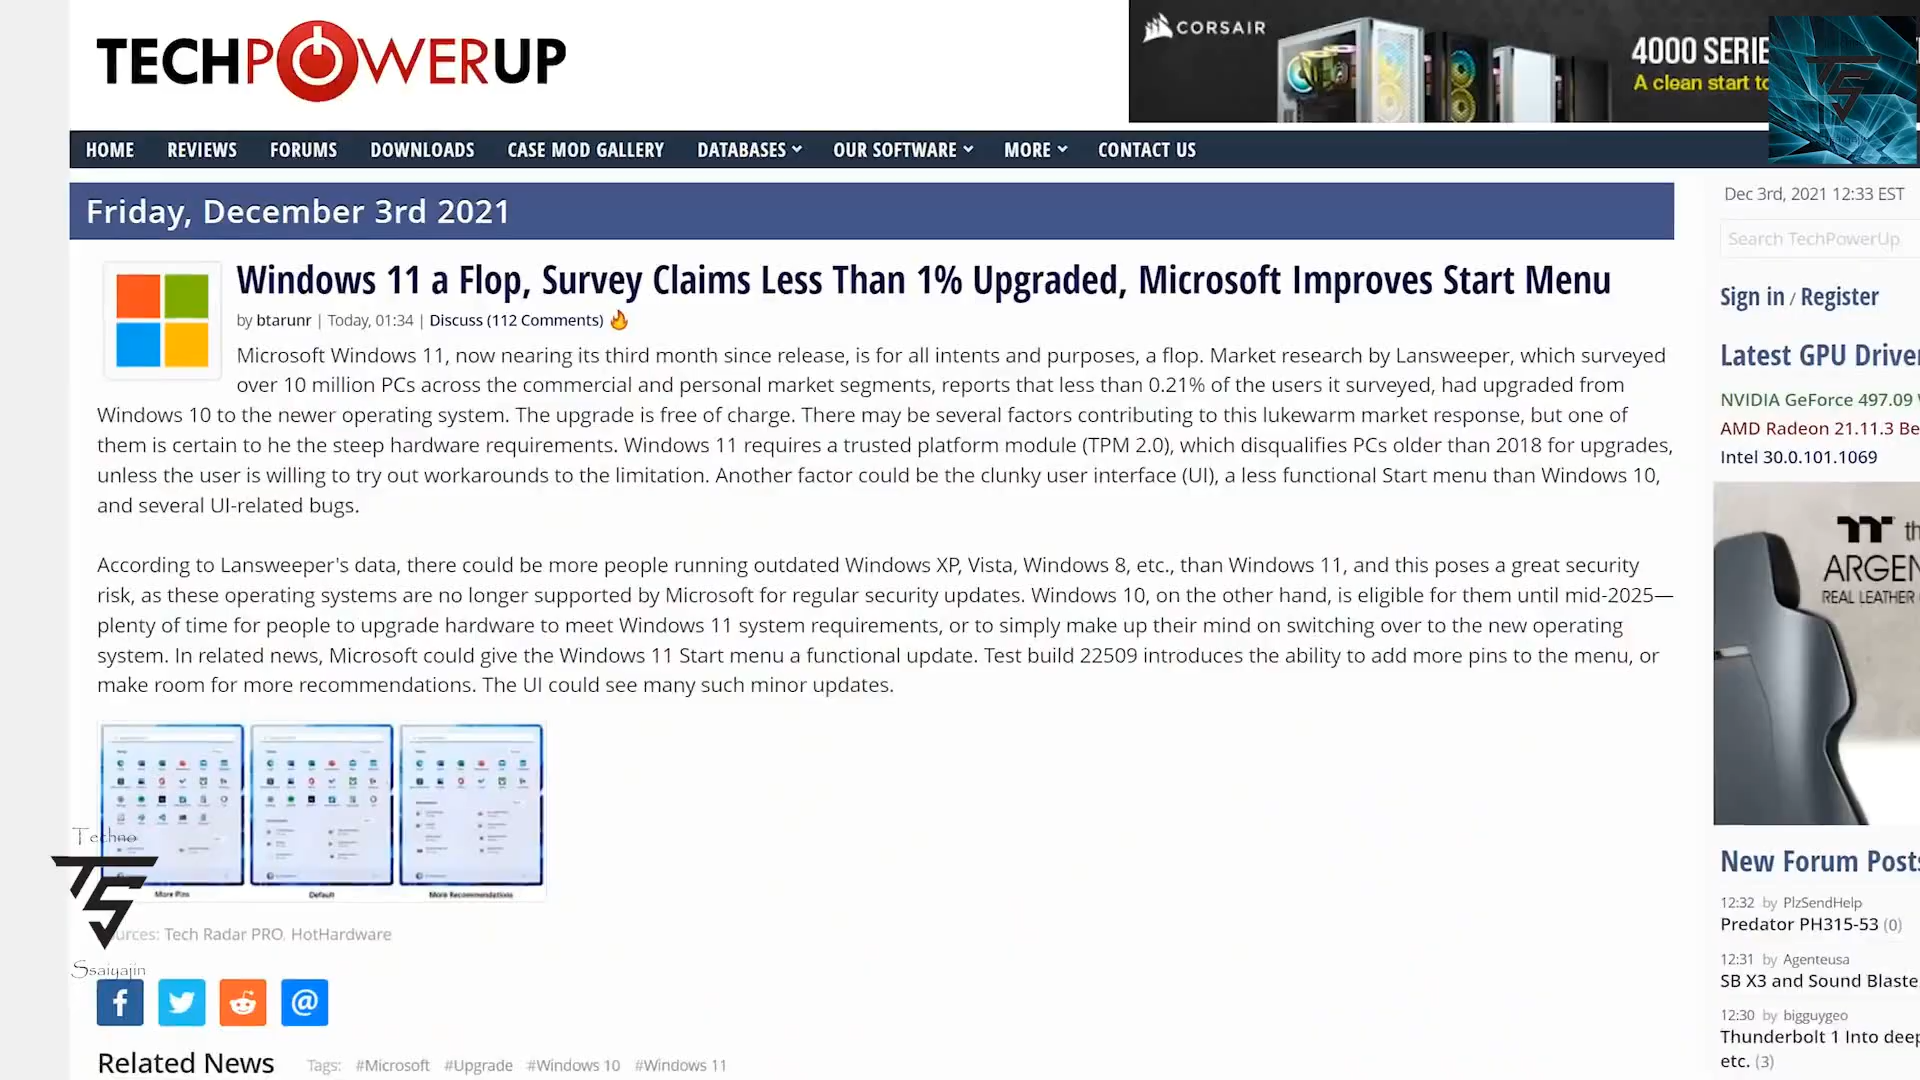 TECHPOWERUP
CORSAIR
4000 SERIE
A clean start to
TS
HOME REVIEWS FORUMS DOWNLOADS CASE MOD GALLERY DATABASES OUR SOFTWARE MORE CONTACT US
Friday, December 3rd 2021
Windows 11 a Flop, Survey Claims Less Than 1% Upgraded, Microsoft Improves Start Menu
by btarunr | Today, 01:34 | Discuss (112 Comments)
Microsoft Windows 11, now nearing its third month since release, is for all intents and purposes, a flop. Market research by Lansweeper, which surveyed
over 10 million PCs across the commercial and personal market segments, reports that less than 0.21% of the users it surveyed, had upgraded from
Windows 10 to the newer operating system. The upgrade is free of charge. There may be several factors contributing to this lukewarm market response, but one of
them is certain to he the steep hardware requirements. Windows 11 requires a trusted platform module (TPM 2.0), which disqualifies PCs older than 2018 for upgrades,
unless the user is willing to try out workarounds to the limitation. Another factor could be the clunky user interface (UI), a less functional Start menu than Windows 10,
and several UI-related bugs.
According to Lansweeper's data, there could be more people running outdated Windows XP, Vista, Windows 8, etc., than Windows 11, and this poses a great security
risk, as these operating systems are no longer supported by Microsoft for regular security updates. Windows 10, on the other hand, is eligible for them until mid-2025—
plenty of time for people to upgrade hardware to meet Windows 11 system requirements, or to simply make up their mind on switching over to the new operating
system. In related news, Microsoft could give the Windows 11 Start menu a functional update. Test build 22509 introduces the ability to add more pins to the menu, or
make room for more recommendations. The UI could see many such minor updates.
More Pins
Default
More Recommendations
Techno
TS
Ssaiyajin
urces: Tech Radar PRO, HotHardware
Related News
Tags: #Microsoft #Upgrade #Windows 10 #Windows 11
Dec 3rd, 2021 12:33 EST
Search TechPowerUp
Sign in / Register
Latest GPU Driver
NVIDIA GeForce 497.09 W
AMD Radeon 21.11.3 Be
Intel 30.0.101.1069
th
ARGEN
REAL LEATHER
New Forum Posts
12:32 by PlzSendHelp
Predator PH315-53 (0)
12:31 by Agenteusa
SB X3 and Sound Blaste
12:30 by bigguygeo
Thunderbolt 1 Into deep
etc. (3)